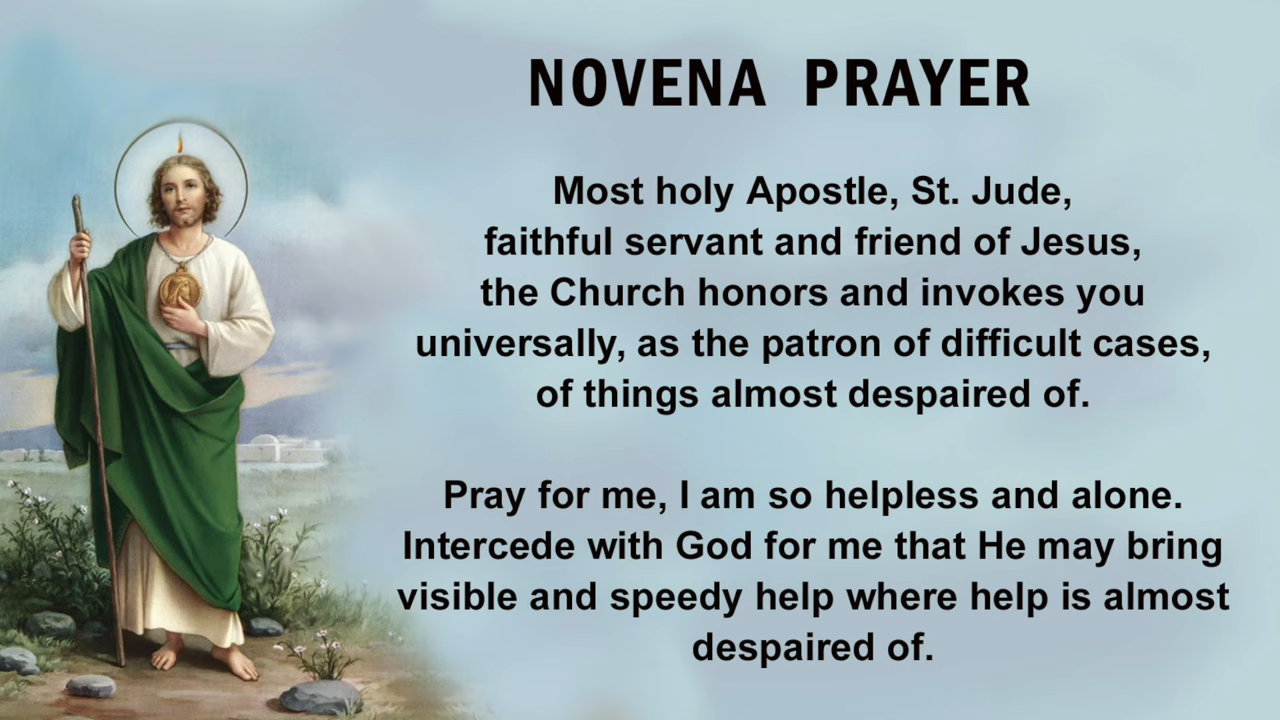 NOVENA PRAYER
Most holy Apostle, St. Jude,
faithful servant and friend of Jesus,
the Church honors and invokes you
universally, as the patron of difficult cases,
of things almost despaired of.
Pray for me, I am so helpless and alone.
Intercede with God for me that He may bring
visible and speedy help where help is almost
despaired of.